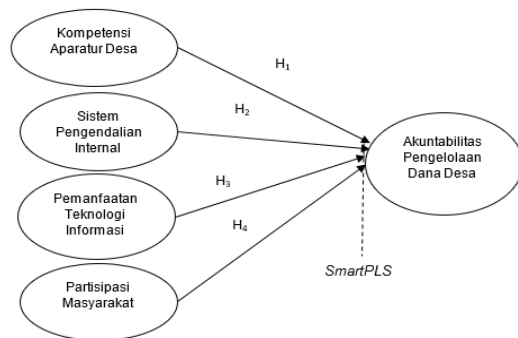 Kompetensi
Aparatur Desa
H1
Sistem
Pengendalian
Internal
H2
Akuntabilitas
Pengelolaan
Dana Desa
Pemanfaatan
Teknologi
Informasi
H3
H4
Partisipasi
Masyarakat
SmartPLS